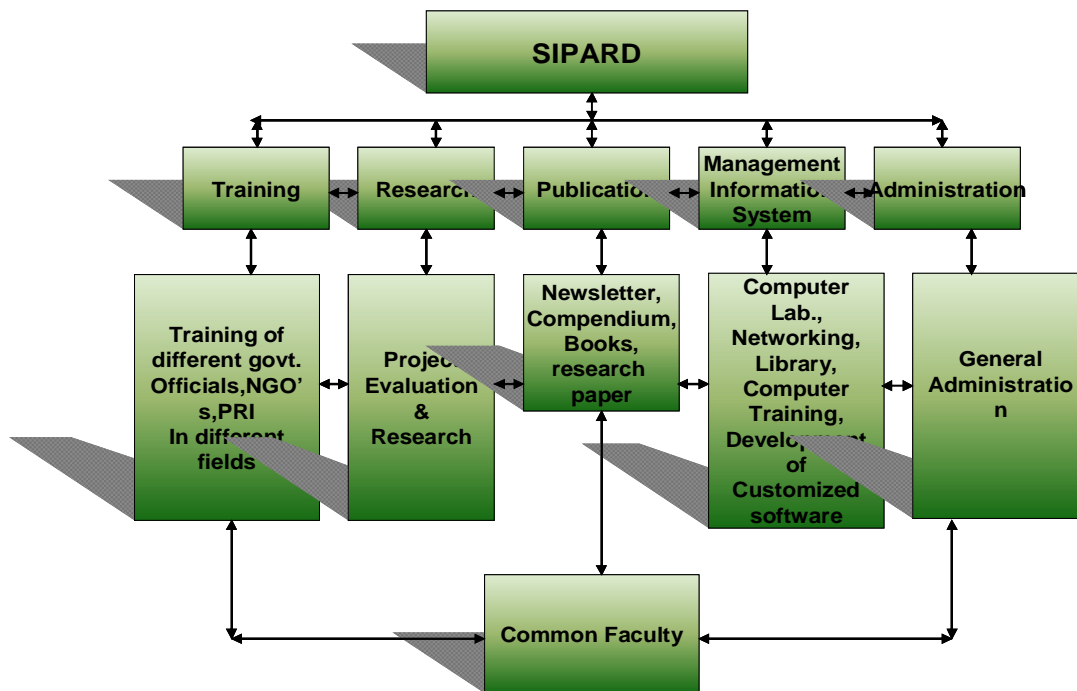 SIPARD
Training
Research
Publication
Management
Information
System
Administration
Training of
different govt.
Officials,NGO'
s,PRI
In different
fields
Project
Evaluation
&
Research
Newsletter,
Compendium,
Books,
research
paper
Computer
Lab.,
Networking,
Library,
Computer
Training,
Development
of
Customized
software
General
Administratio
n
Common Faculty